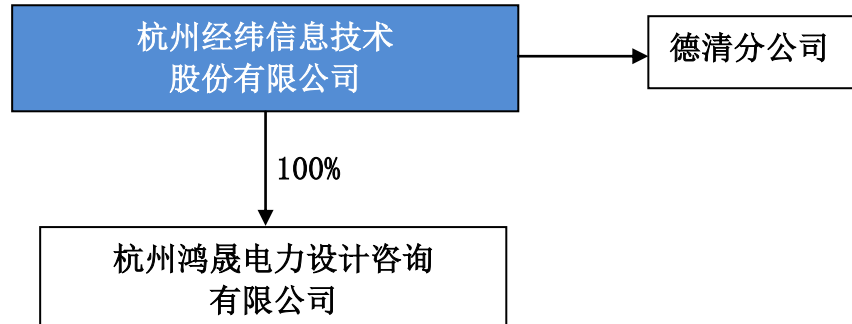 杭州经纬信息技术
股份有限公司
德清分公司
100%
杭州鸿晟电力设计咨询
有限公司